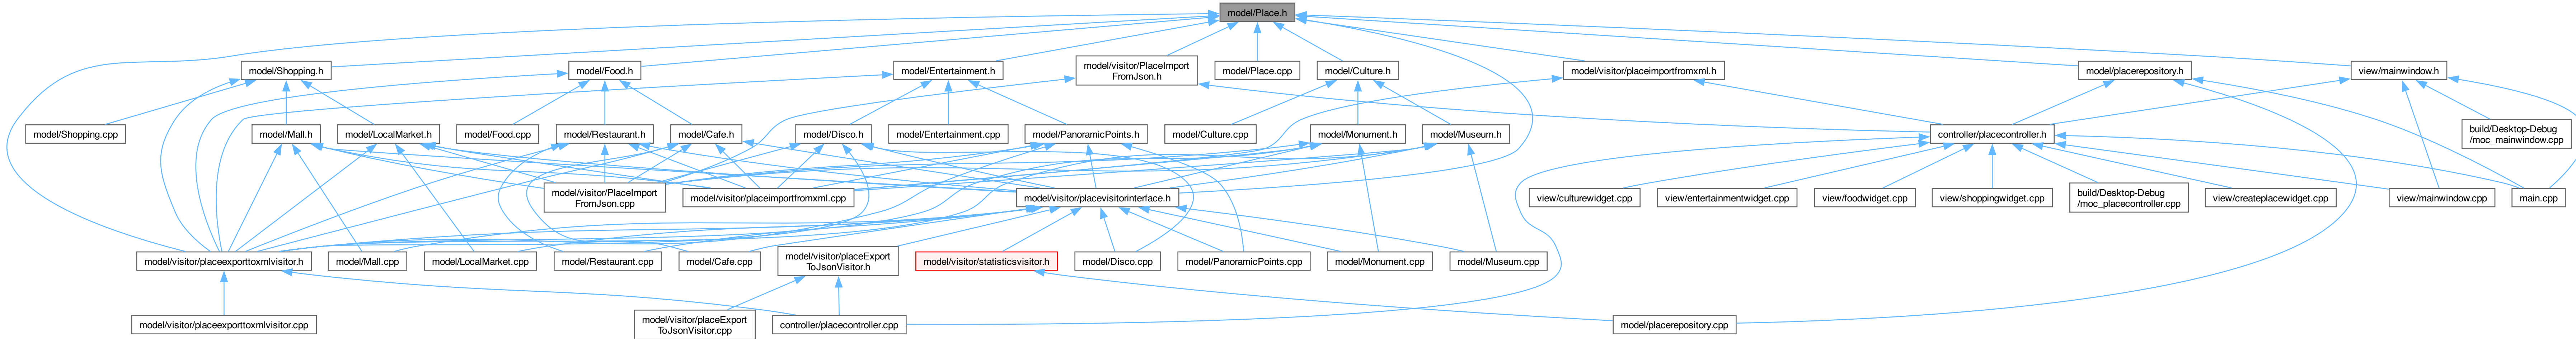 model/Place.h
model/Shopping.h
model/Food.h
model/Entertainment.h
model/visitor/PlaceImport
FromJson.h
model/Place.cpp
model/Culture.h
model/visitor/placeimportfromxml.h
model/placerepository.h
view/mainwindow.h
model/Shopping.cpp
model/Mall.h
model/LocalMarket.h
model/Food.cpp
model/Restaurant.h
model/Cafe.h
model/Disco.h
model/Entertainment.cpp
model/PanoramicPoints.h
model/Culture.cpp
model/Monument.h
model/Museum.h
controller/placecontroller.h
build/Desktop-Debug
/moc_mainwindow.cpp
model/visitor/PlaceImport
FromJson.cpp
model/visitor/placeimportfromxml.cpp
model/visitor/placevisitorinterface.h
view/culturewidget.cpp
view/entertainmentwidget.cpp
view/foodwidget.cpp
view/shoppingwidget.cpp
build/Desktop-Debug
/moc_placecontroller.cpp
view/createplacewidget.cpp
view/mainwindow.cpp
main.cpp
model/visitor/placeexporttoxmlvisitor.h
model/Mall.cpp
model/LocalMarket.cpp
model/Restaurant.cpp
model/Cafe.cpp
model/visitor/placeExport
ToJsonVisitor.h
model/visitor/statisticsvisitor.h
model/Disco.cpp
model/PanoramicPoints.cpp
model/Monument.cpp
model/Museum.cpp
model/visitor/placeexporttoxmlvisitor.cpp
model/visitor/placeExport
ToJsonVisitor.cpp
controller/placecontroller.cpp
model/placerepository.cpp